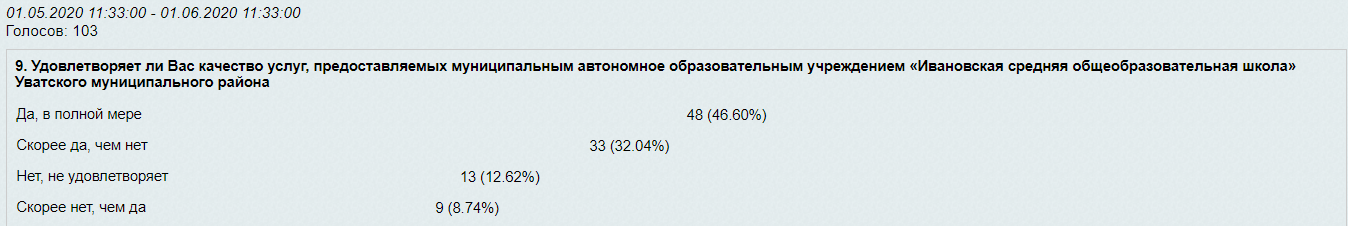 01.05.2020 11:33:00 - 01.06.2020 11:33:00
Голосов: 103
9. Удовлетворяет ли Вас качество услуг, предоставляемых муниципальным автономное образовательным учреждением «Ивановская средняя общеобразовательная школа»
Уватского муниципального района
Да, в полной мере 48 (46.60%)
Скорее да, чем нет 33 (32.04%)
Нет, не удовлетворяет 13 (12.62%)
Скорее нет, чем да 9 (8.74%)